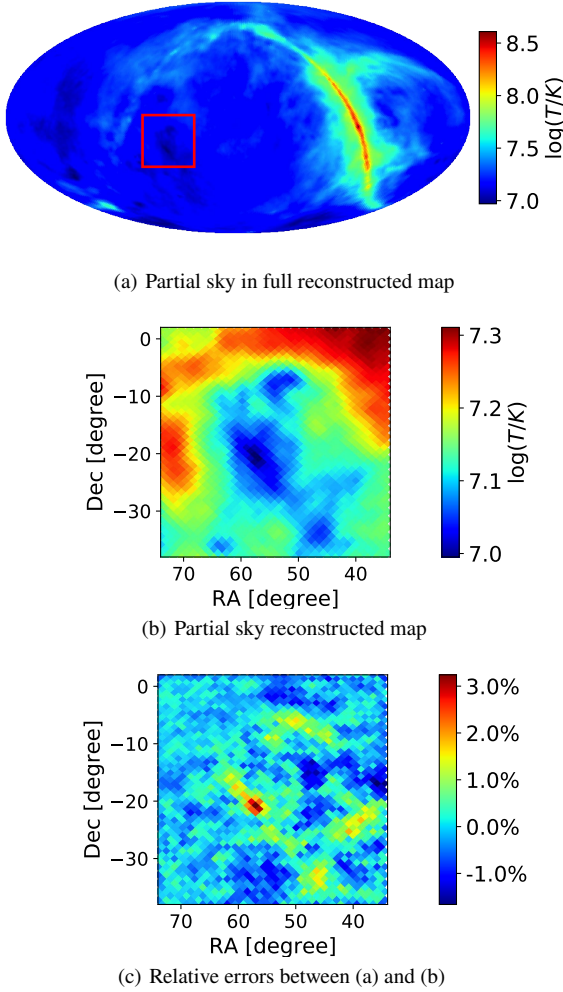 8.5
8.0
7.5
7.0
log(T/K)
(a) Partial sky in full reconstructed map
0
−10
−20
−30
Dec [degree]
70 60 50 40
RA [degree]
7.3
7.2
7.1
7.0
log(T/K)
(b) Partial sky reconstructed map
0
−10
−20
−30
Dec [degree]
70 60 50 40
RA [degree]
3.0%
2.0%
1.0%
0.0%
-1.0%
(c) Relative errors between (a) and (b)